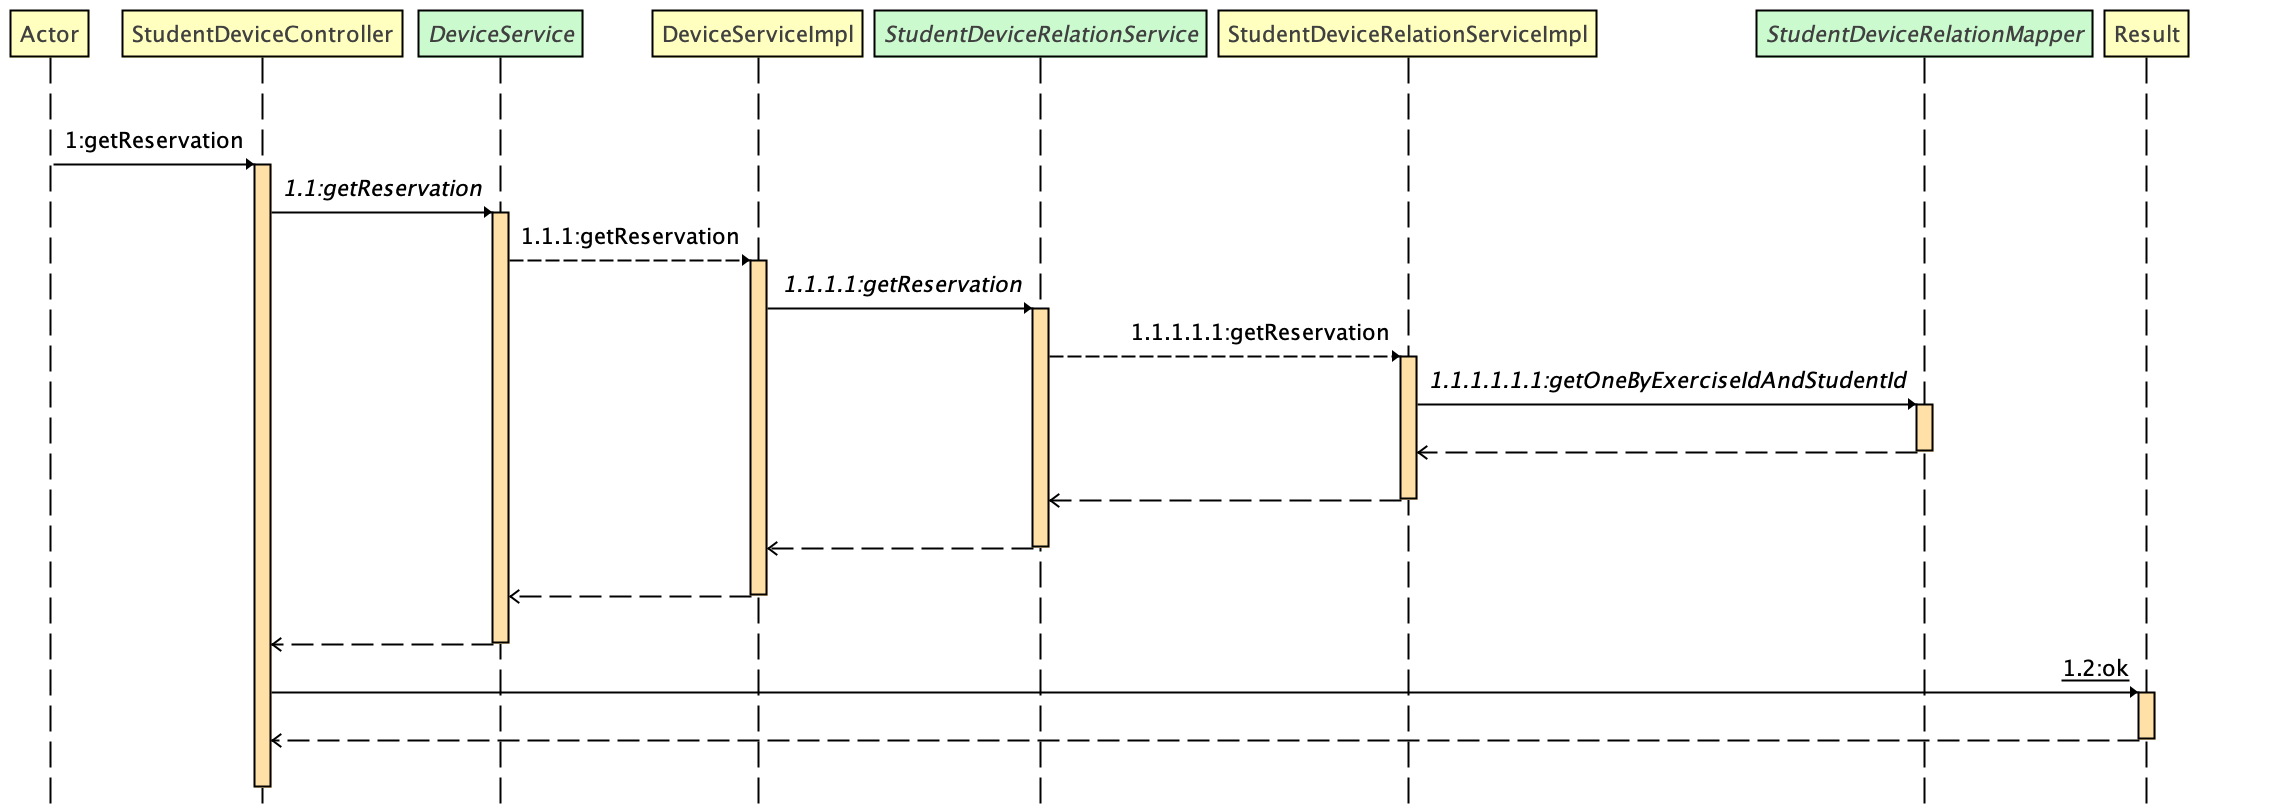 Actor
StudentDeviceController
DeviceService
DeviceServiceImpl
StudentDeviceRelationService
StudentDeviceRelationServiceImpl
StudentDeviceRelationMapper
Result
1:getReservation
1.1:getReservation
1.1.1:getReservation
1.1.1.1:getReservation
1.1.1.1.1:getReservation
1.1.1.1.1.1:getOneByExerciseIdAndStudentId
1.2:ok